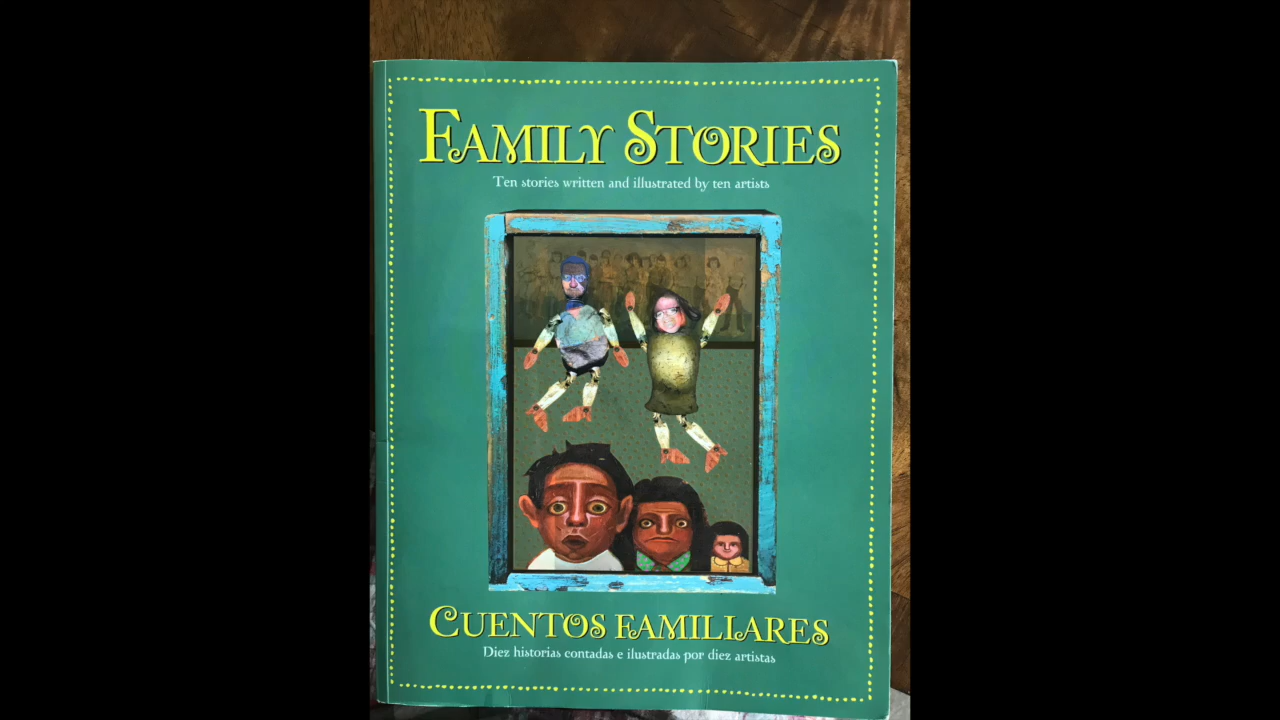 FAMILY STORIES
Ten stories written and illustrated by ten artists
CUENTOS FAMILIARES
Diez historias contadas e ilustradas por diez artistas